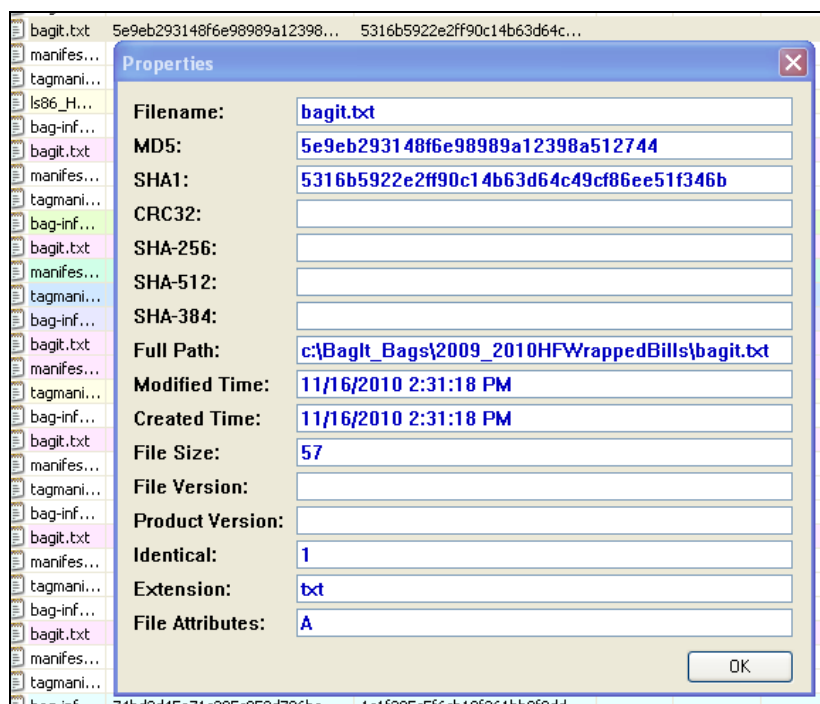 bagit.txt 5e9eb293148f6e98989a12398... 5316b5922e2ff90c14b63d64c...
manifes...
tagmani...
ls86_H...
bag-inf...
bagit.txt
manifes...
tagmani...
bag-inf...
bagit.txt
manifes...
tagmani...
bag-inf...
bagit.txt
manifes...
tagmani...
bag-inf...
bagit.txt
manifes...
tagmani...
bag-inf...
bagit.txt
manifes...
tagmani...
bag-inf...
bagit.txt
manifes...
tagmani...
Properties
Filename: bagit.txt
MD5: 5e9eb293148f6e98989a12398a512744
SHA1: 5316b5922e2ff90c14b63d64c49cf86ee51f346b
CRC32:
SHA-256:
SHA-512:
SHA-384:
Full Path: c:\BagIt_Bags\2009_2010HFWrappedBills\bagit.txt
Modified Time: 11/16/2010 2:31:18 PM
Created Time: 11/16/2010 2:31:18 PM
File Size: 57
File Version:
Product Version:
Identical: 1
Extension: txt
File Attributes: A
OK